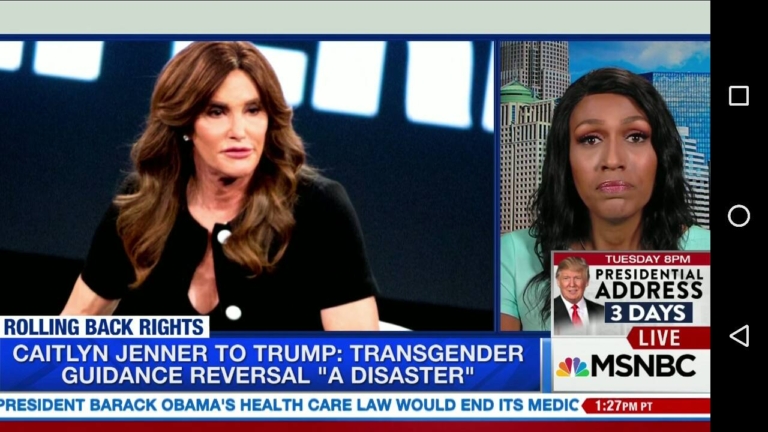 TUESDAY 8PM
PRESIDENTIAL
ADDRESS
3 DAYS
LIVE
MSNBC
ROLLING BACK RIGHTS
CAITLYN JENNER TO TRUMP: TRANSGENDER
GUIDANCE REVERSAL "A DISASTER"
PRESIDENT BARACK OBAMA'S HEALTH CARE LAW WOULD END ITS MEDIC
1:27PM PT